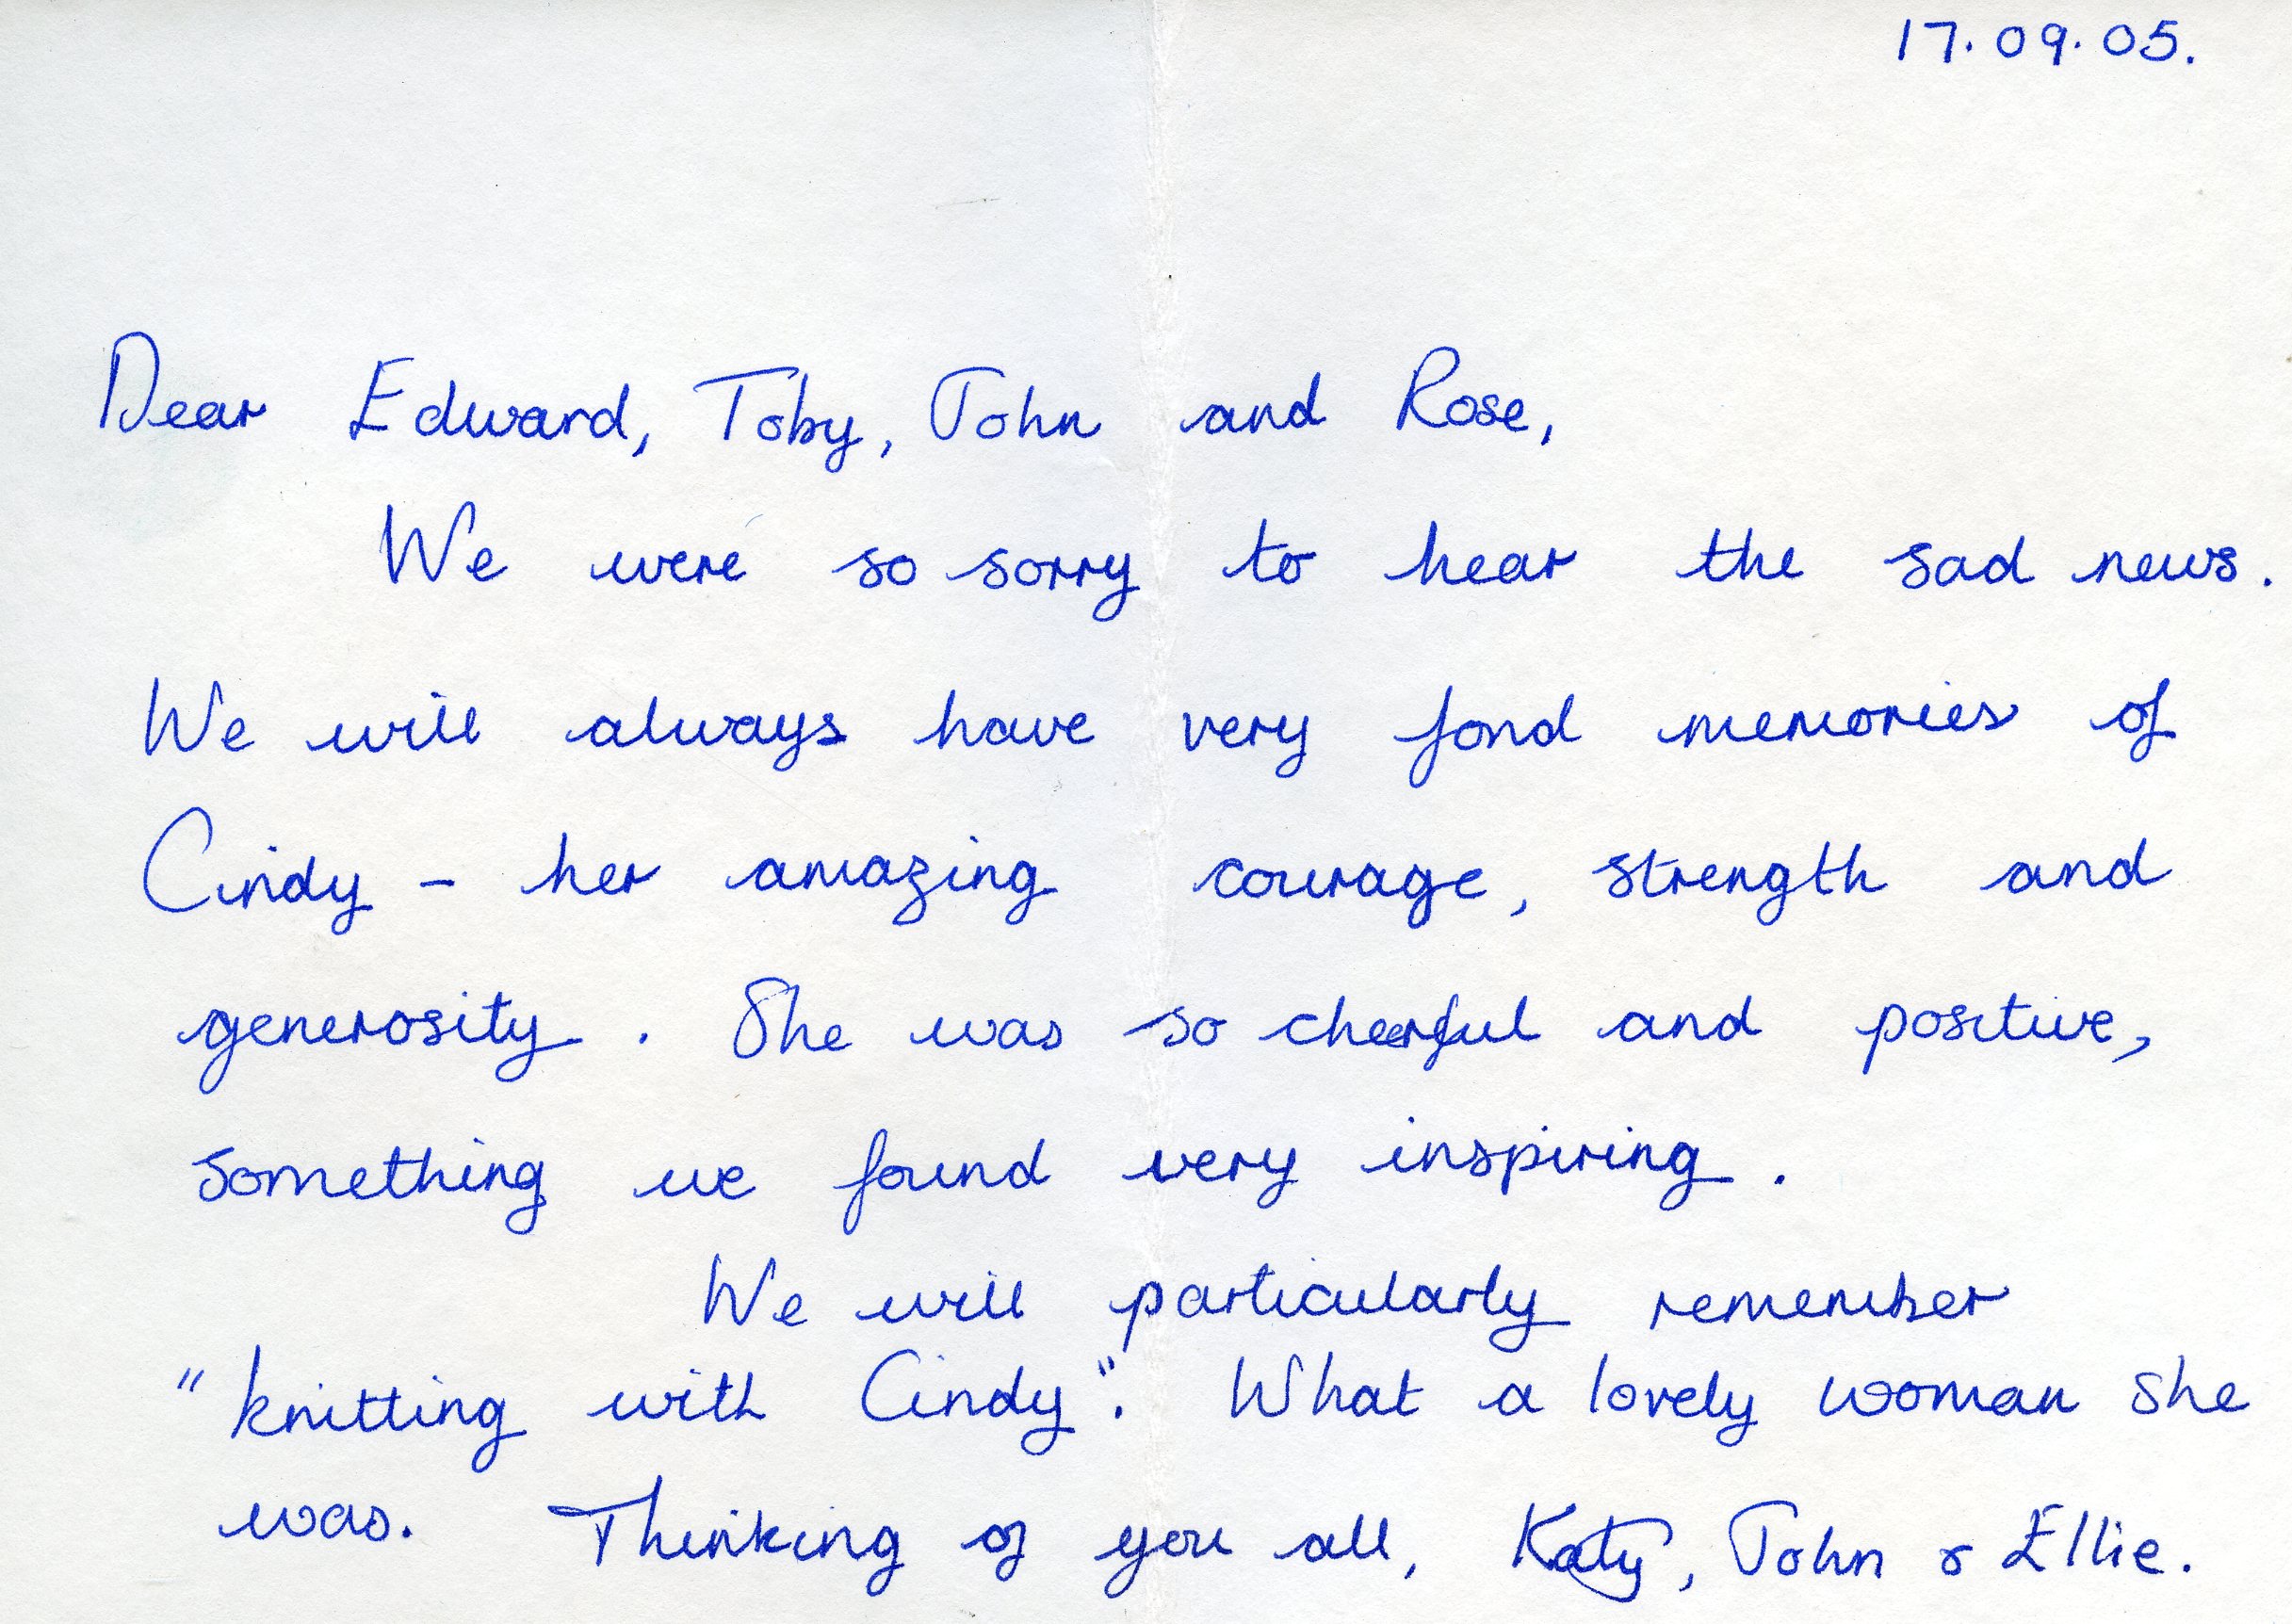 17.09.05.
Dear Edward, Toby, John and Rose,
We were so sorry to hear the sad news.
We will always have very fond memories of
Cindy - her amazing courage, strength and
generosity. She was so cheerful and positive,
something we found very inspiring.
We will particularly remember
"knitting with Cindy". What a lovely woman she
was. Thinking of you all, Katy, John & Ellie.